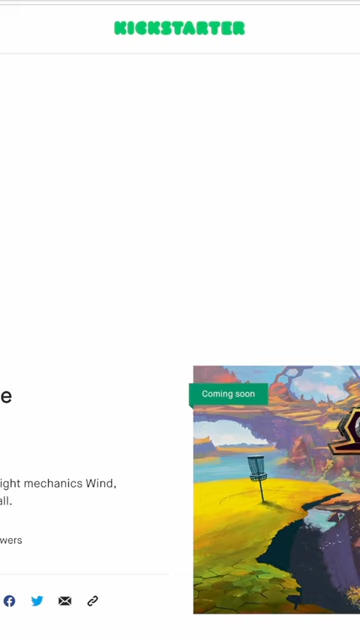 KICKSTARTER
e
Coming soon
ight mechanics Wind,
all.
wers